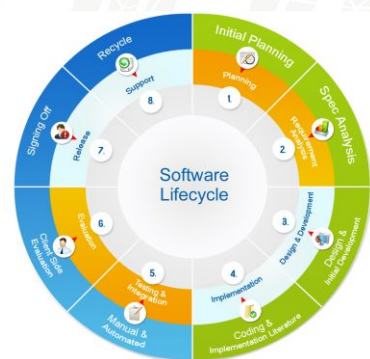 Software
Lifecycle
Initial Planning
Planning
1.
Spec Analysis
Requirement
Analysis
2.
Design &
Initial Development
Design & Development
3.
Coding &
Implementation Literature
Implementation
4.
Manual &
Automated
Testing &
Integration
5.
Client Side
Evaluation
Evaluation
6.
Signing Off
Release
7.
Recycle
Support
8.